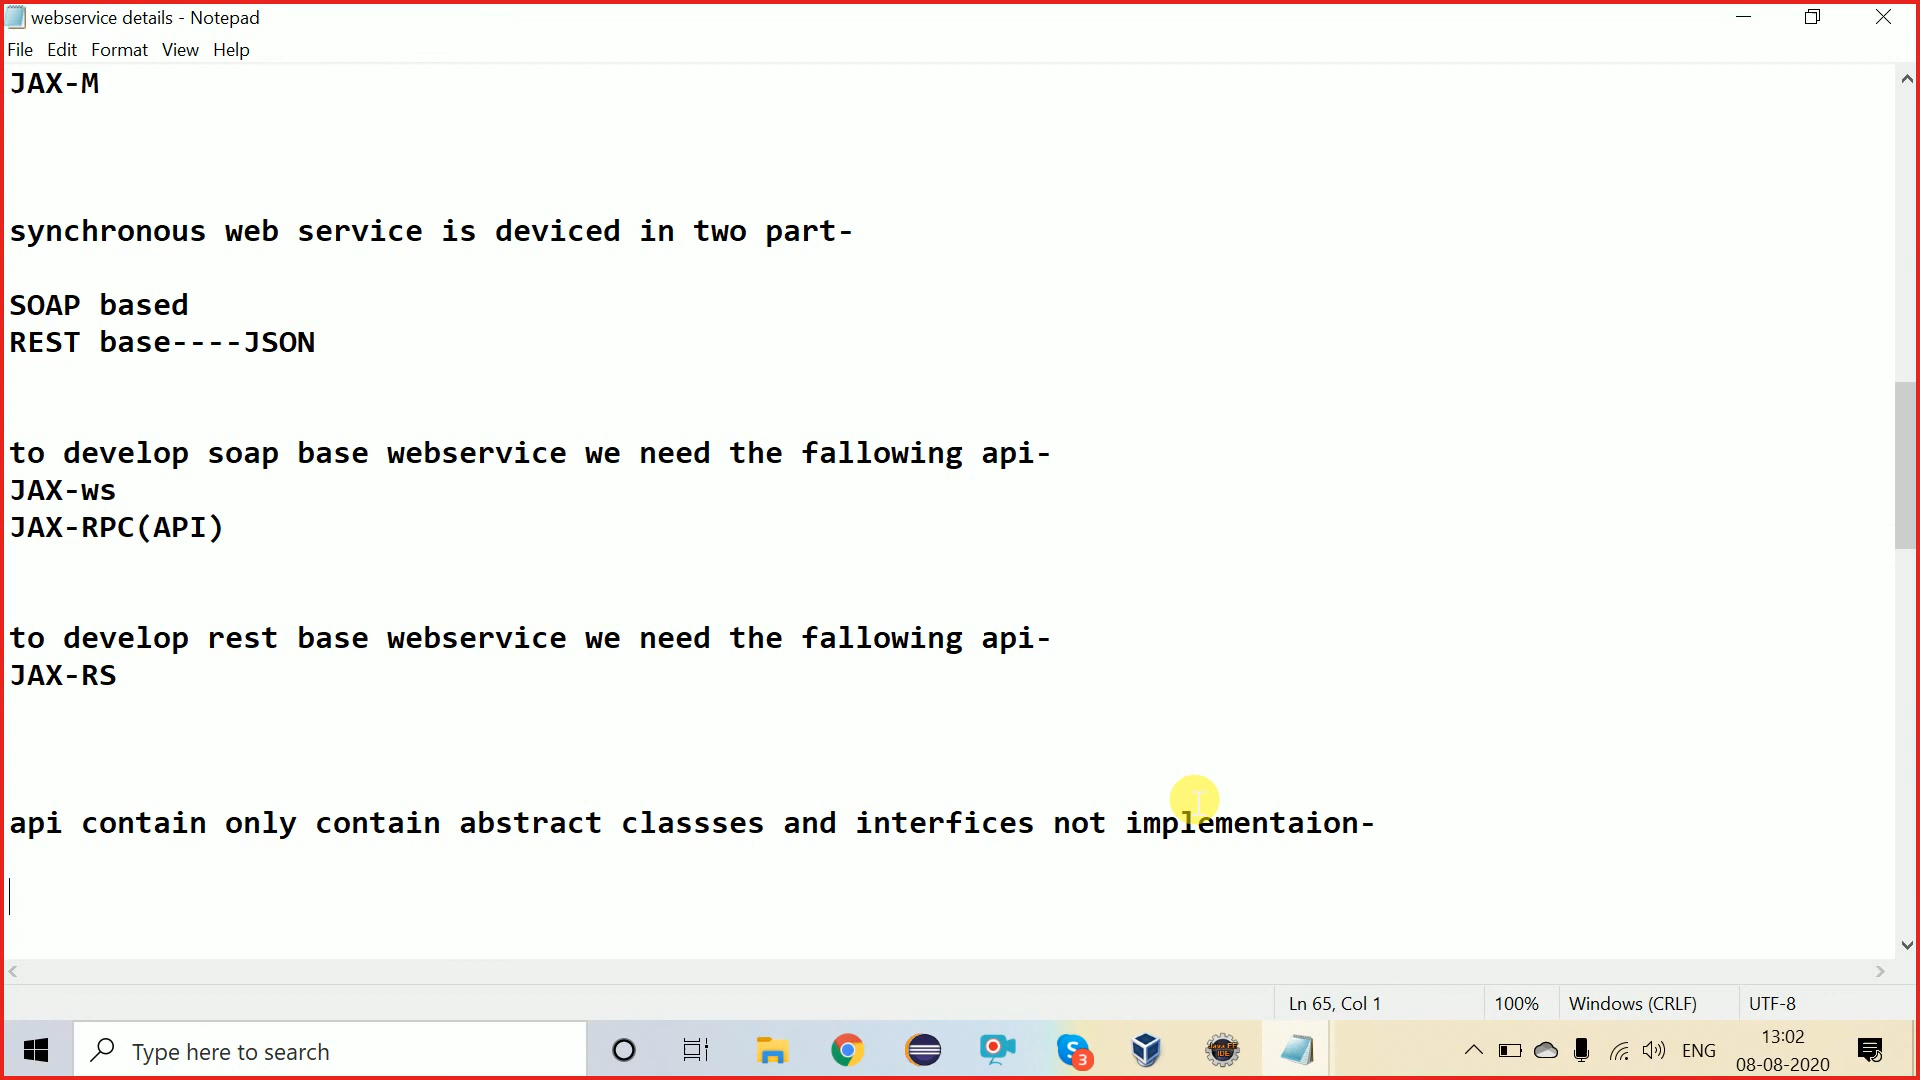 webservice details - Notepad
File Edit Format View Help
JAX-M
synchronous web service is deviced in two part-
SOAP based
REST base----JSON
to develop soap base webservice we need the fallowing api-
JAX-ws
JAX-RPC(API)
to develop rest base webservice we need the fallowing api-
JAX-RS
api contain only contain abstract classses and interfices not implementaion-
Ln 65, Col 1 100% Windows (CRLF) UTF-8
Type here to search 3 ENG 13:02
08-08-2020